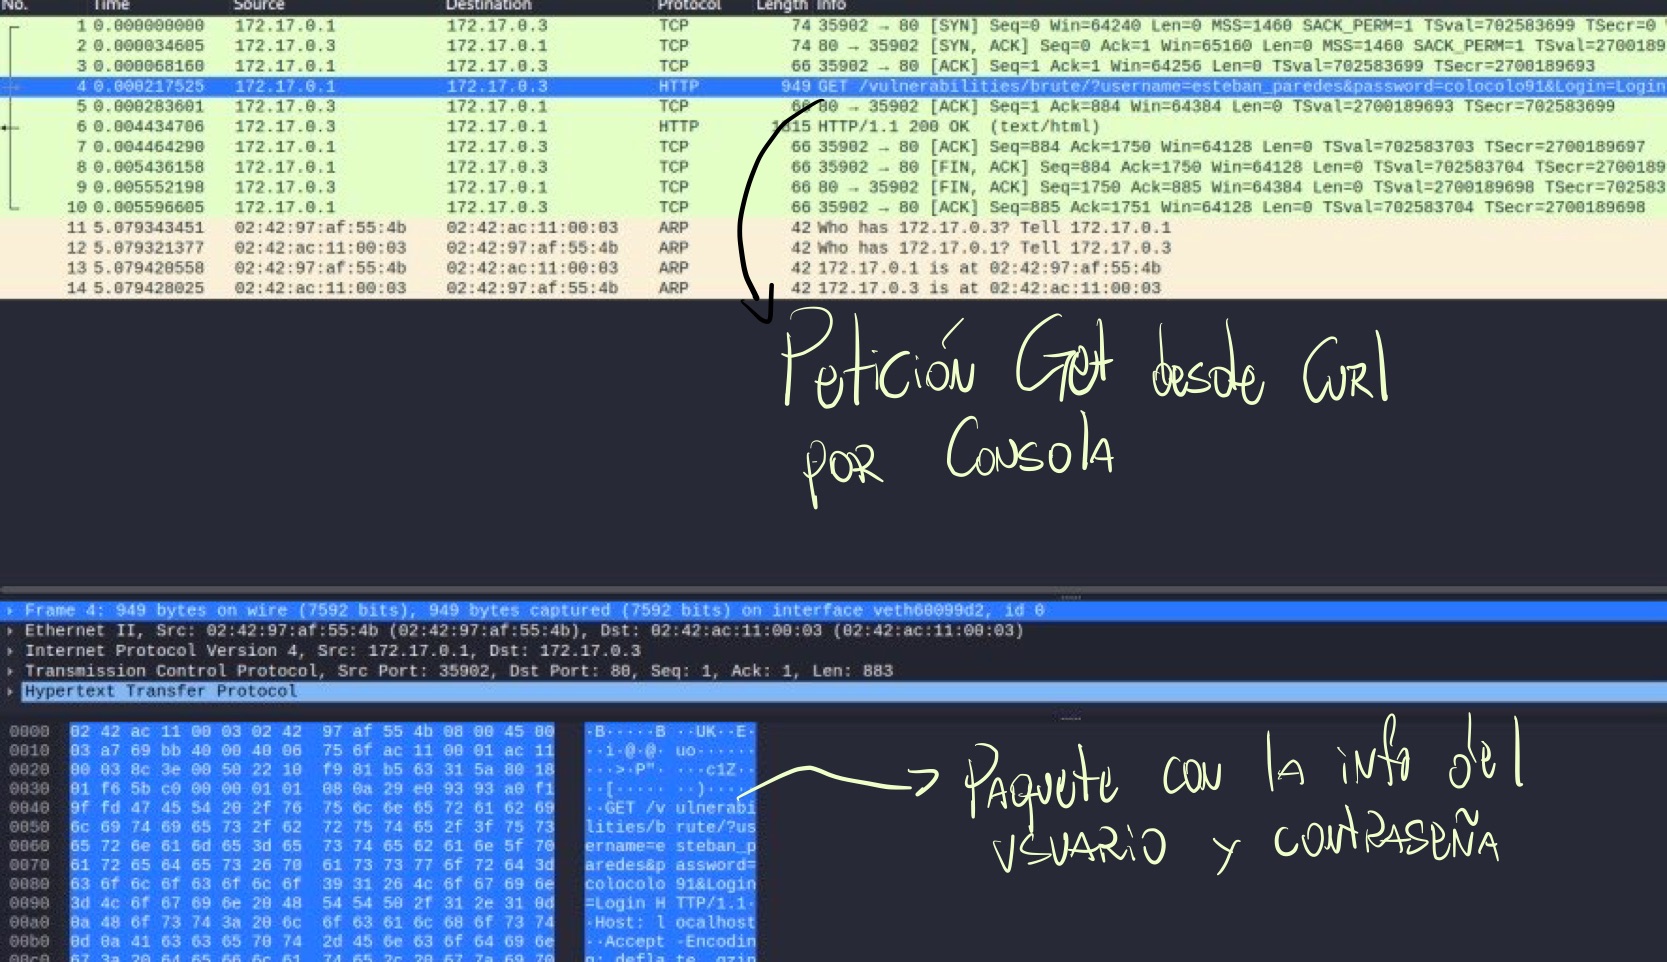 No. Time Source Destination Protocol Length Info
1 0.000000000 172.17.0.1 172.17.0.3 TCP 74 35902 → 80 [SYN] Seq=0 Win=64240 Len=0 MSS=1460 SACK_PERM=1 TSval=702583699 TSecr=0
2 0.000034605 172.17.0.3 172.17.0.1 TCP 74 80 → 35902 [SYN, ACK] Seq=0 Ack=1 Win=65160 Len=0 MSS=1460 SACK_PERM=1 TSval=2700189
3 0.000068160 172.17.0.1 172.17.0.3 TCP 66 35902 → 80 [ACK] Seq=1 Ack=1 Win=64256 Len=0 TSval=702583699 TSecr=2700189693
4 0.000217525 172.17.0.1 172.17.0.3 HTTP 949 GET /vulnerabilities/brute/?username=esteban_paredes&password=colocolo91&Login=Login
5 0.000283601 172.17.0.3 172.17.0.1 TCP 66 80 → 35902 [ACK] Seq=1 Ack=884 Win=64384 Len=0 TSval=2700189693 TSecr=702583699
6 0.004434706 172.17.0.3 172.17.0.1 HTTP 1815 HTTP/1.1 200 OK (text/html)
7 0.004464290 172.17.0.1 172.17.0.3 TCP 66 35902 → 80 [ACK] Seq=884 Ack=1750 Win=64128 Len=0 TSval=702583703 TSecr=2700189697
8 0.005436158 172.17.0.1 172.17.0.3 TCP 66 35902 → 80 [FIN, ACK] Seq=884 Ack=1750 Win=64128 Len=0 TSval=702583704 TSecr=270018
9 0.005552198 172.17.0.3 172.17.0.1 TCP 66 80 → 35902 [FIN, ACK] Seq=1750 Ack=885 Win=64384 Len=0 TSval=2700189698 TSecr=702583
10 0.005596605 172.17.0.1 172.17.0.3 TCP 66 35902 → 80 [ACK] Seq=885 Ack=1751 Win=64128 Len=0 TSval=702583704 TSecr=2700189698
11 5.079343451 02:42:97:af:55:4b 02:42:ac:11:00:03 ARP 42 Who has 172.17.0.3? Tell 172.17.0.1
12 5.079321377 02:42:ac:11:00:03 02:42:97:af:55:4b ARP 42 Who has 172.17.0.1? Tell 172.17.0.3
13 5.079420558 02:42:97:af:55:4b 02:42:ac:11:00:03 ARP 42 172.17.0.1 is at 02:42:97:af:55:4b
14 5.079428025 02:42:ac:11:00:03 02:42:97:af:55:4b ARP 42 172.17.0.3 is at 02:42:ac:11:00:03
Petición Get desde Curl
por Consola
Frame 4: 949 bytes on wire (7592 bits), 949 bytes captured (7592 bits) on interface veth60099d2, id 0
Ethernet II, Src: 02:42:97:af:55:4b (02:42:97:af:55:4b), Dst: 02:42:ac:11:00:03 (02:42:ac:11:00:03)
Internet Protocol Version 4, Src: 172.17.0.1, Dst: 172.17.0.3
Transmission Control Protocol, Src Port: 35902, Dst Port: 80, Seq: 1, Ack: 1, Len: 883
Hypertext Transfer Protocol
0000 02 42 ac 11 00 03 02 42 97 af 55 4b 08 00 45 00 ·B·····B ··UK··E·
0010 03 a7 69 bb 40 00 40 06 75 6f ac 11 00 01 ac 11 ··i·@·@· uo······
0020 00 03 8c 3e 00 50 22 10 f9 81 b5 63 31 5a 80 18 ···>·P"· ···c1Z··
0030 01 f6 5b c0 00 00 01 01 08 0a 29 e0 93 93 a0 f1 ··[····· ··)·····
0040 9f fd 47 45 54 20 2f 76 75 6c 6e 65 72 61 62 69 ··GET /v ulnerabi
0050 6c 69 74 69 65 73 2f 62 72 75 74 65 2f 3f 75 73 lities/b rute/?us
0060 65 72 6e 61 6d 65 3d 65 73 74 65 62 61 6e 5f 70 ername=e steban_p
0070 61 72 65 64 65 73 26 70 61 73 73 77 6f 72 64 3d aredes&p assword=
0080 63 6f 6c 6f 63 6f 6c 6f 39 31 26 4c 6f 67 69 6e colocolo 91&Login
0090 3d 4c 6f 67 69 6e 20 48 54 54 50 2f 31 2e 31 0d =Login H TTP/1.1·
00a0 0a 48 6f 73 74 3a 20 6c 6f 63 61 6c 68 6f 73 74 ·Host: l ocalhost
00b0 0d 0a 41 63 63 65 70 74 2d 45 6e 63 6f 64 69 6e ··Accept -Encodin
00c0 67 3a 20 64 65 66 6c 61 74 65 2c 20 67 7a 69 70 g: defla te, gzip
Paquete con la info del
usuario y contraseña